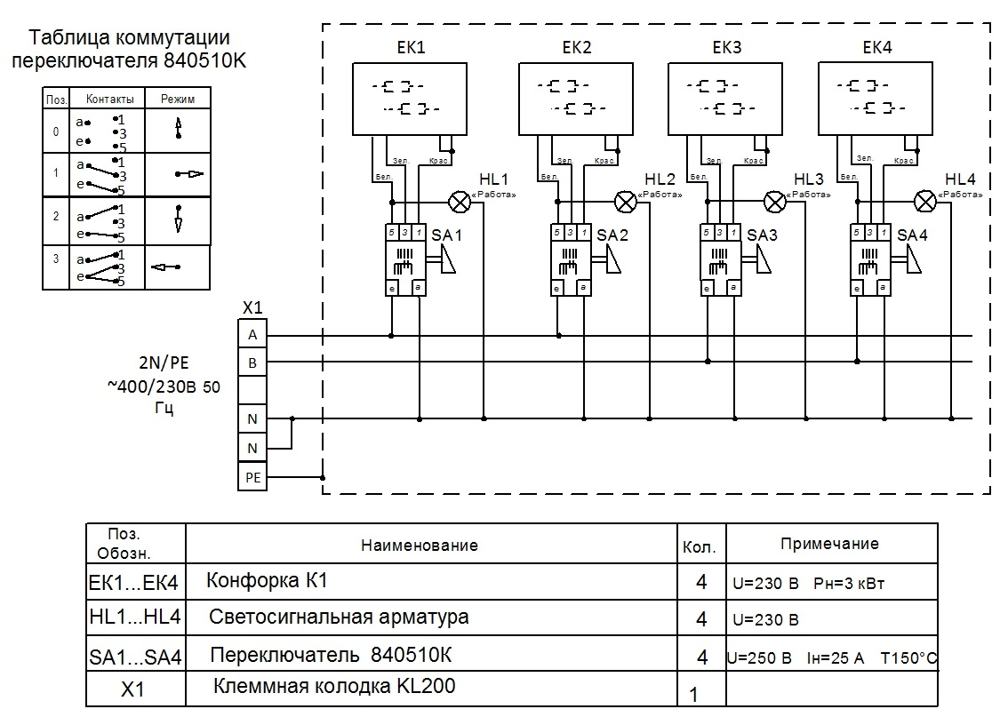 Таблица коммутации
переключателя 840510K
Поз. Контакты Режим
0 a 1
3
e 5
1 a 1
3
e 5
2 a 1
3
e 5
3 a 1
e 3
5
EK1 EK2 EK3 EK4
Зел. Крас. Зел. Крас. Зел. Крас. Зел. Крас.
Бел. Бел. Бел. Бел.
HL1 HL2 HL3 HL4
«Работа» «Работа» «Работа» «Работа»
5 3 1 SA1 5 3 1 SA2 5 3 1 SA3 5 3 1 SA4
e a e a e a e a
X1
A
B
N
N
PE
2N/PE
~400/230В 50
Гц
Поз.
Обозн. Наименование Кол. Примечание
ЕК1...ЕК4 Конфорка К1 4 U=230 В Рн=3 кВт
HL1...HL4 Светосигнальная арматура 4 U=230 В
SA1...SA4 Переключатель 840510К 4 U=250 В Iн=25 А Т150°С
X1 Клеммная колодка KL200 1